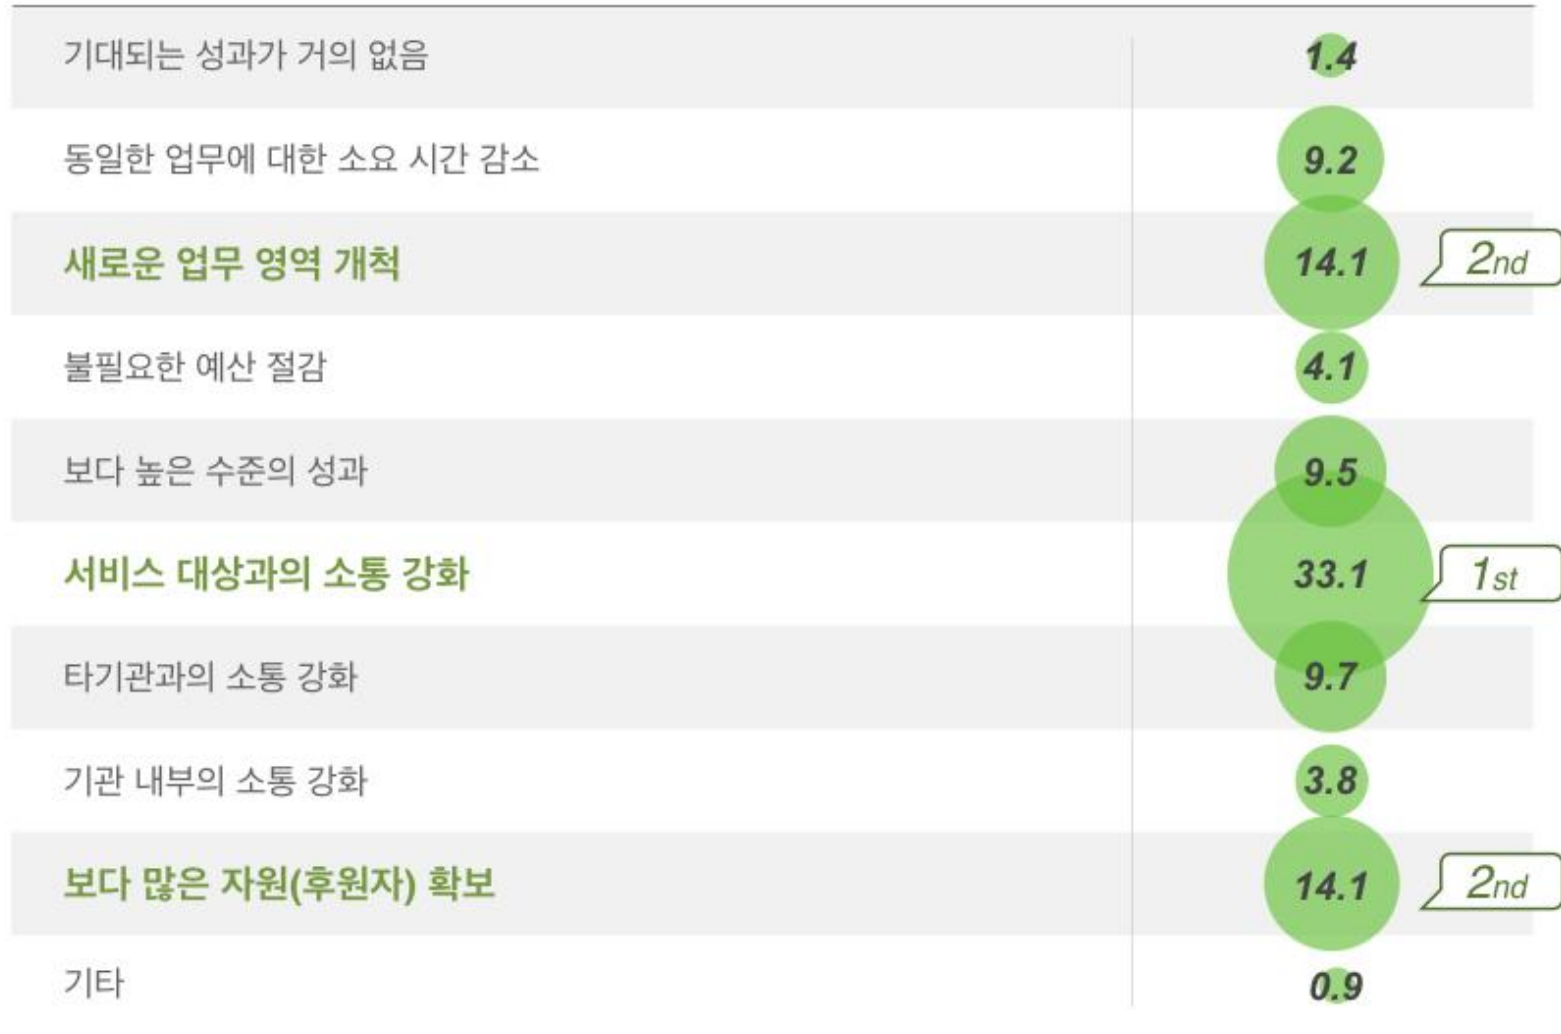 기대되는 성과가 거의 없음 1.4
동일한 업무에 대한 소요 시간 감소 9.2
새로운 업무 영역 개척 14.1 2nd
불필요한 예산 절감 4.1
보다 높은 수준의 성과 9.5
서비스 대상과의 소통 강화 33.1 1st
타기관과의 소통 강화 9.7
기관 내부의 소통 강화 3.8
보다 많은 자원(후원자) 확보 14.1 2nd
기타 0.9